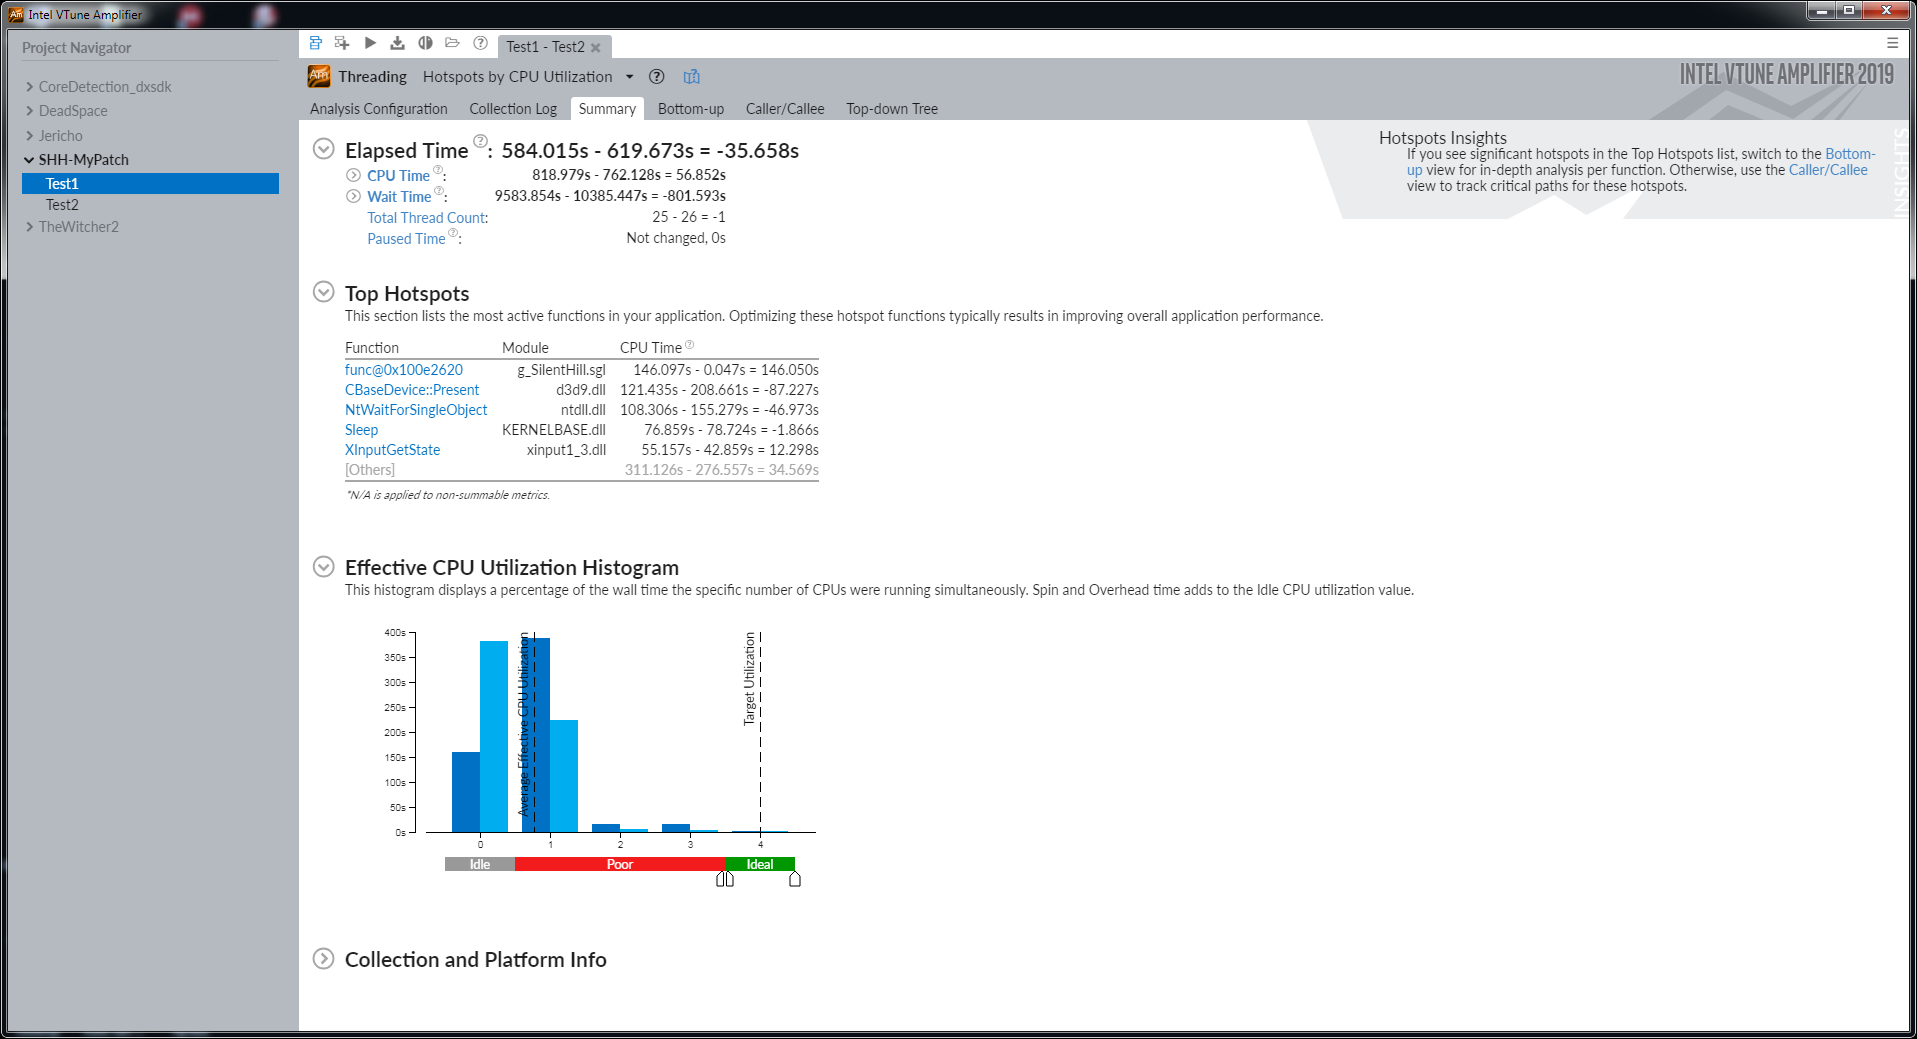 Intel VTune Amplifier
Project Navigator
CoreDetection_dxsdk
DeadSpace
Jericho
SHH-MyPatch
Test1
Test2
TheWitcher2
Test1 - Test2
Threading Hotspots by CPU Utilization
INTEL VTUNE AMPLIFIER 2019
Analysis Configuration Collection Log Summary Bottom-up Caller/Callee Top-down Tree
Elapsed Time ?: 584.015s - 619.673s = -35.658s
CPU Time ?: 818.979s - 762.128s = 56.852s
Wait Time ?: 9583.854s - 10385.447s = -801.593s
Total Thread Count: 25 - 26 = -1
Paused Time ?: Not changed, 0s
Hotspots Insights
If you see significant hotspots in the Top Hotspots list, switch to the Bottom-
up view for in-depth analysis per function. Otherwise, use the Caller/Callee
view to track critical paths for these hotspots.
INSIGHTS
Top Hotspots
This section lists the most active functions in your application. Optimizing these hotspot functions typically results in improving overall application performance.
Function Module CPU Time ?
func@0x100e2620 g_SilentHill.sgl 146.097s - 0.047s = 146.050s
CBaseDevice::Present d3d9.dll 121.435s - 208.661s = -87.227s
NtWaitForSingleObject ntdll.dll 108.306s - 155.279s = -46.973s
Sleep KERNELBASE.dll 76.859s - 78.724s = -1.866s
XInputGetState xinput1_3.dll 55.157s - 42.859s = 12.298s
[Others] 311.126s - 276.557s = 34.569s
*N/A is applied to non-summable metrics.
Effective CPU Utilization Histogram
This histogram displays a percentage of the wall time the specific number of CPUs were running simultaneously. Spin and Overhead time adds to the Idle CPU utilization value.
400s
350s
300s
250s
200s
150s
100s
50s
0s
Average Effective CPU Utilization
Target Utilization
0 1 2 3 4
Idle Poor Ideal
Collection and Platform Info